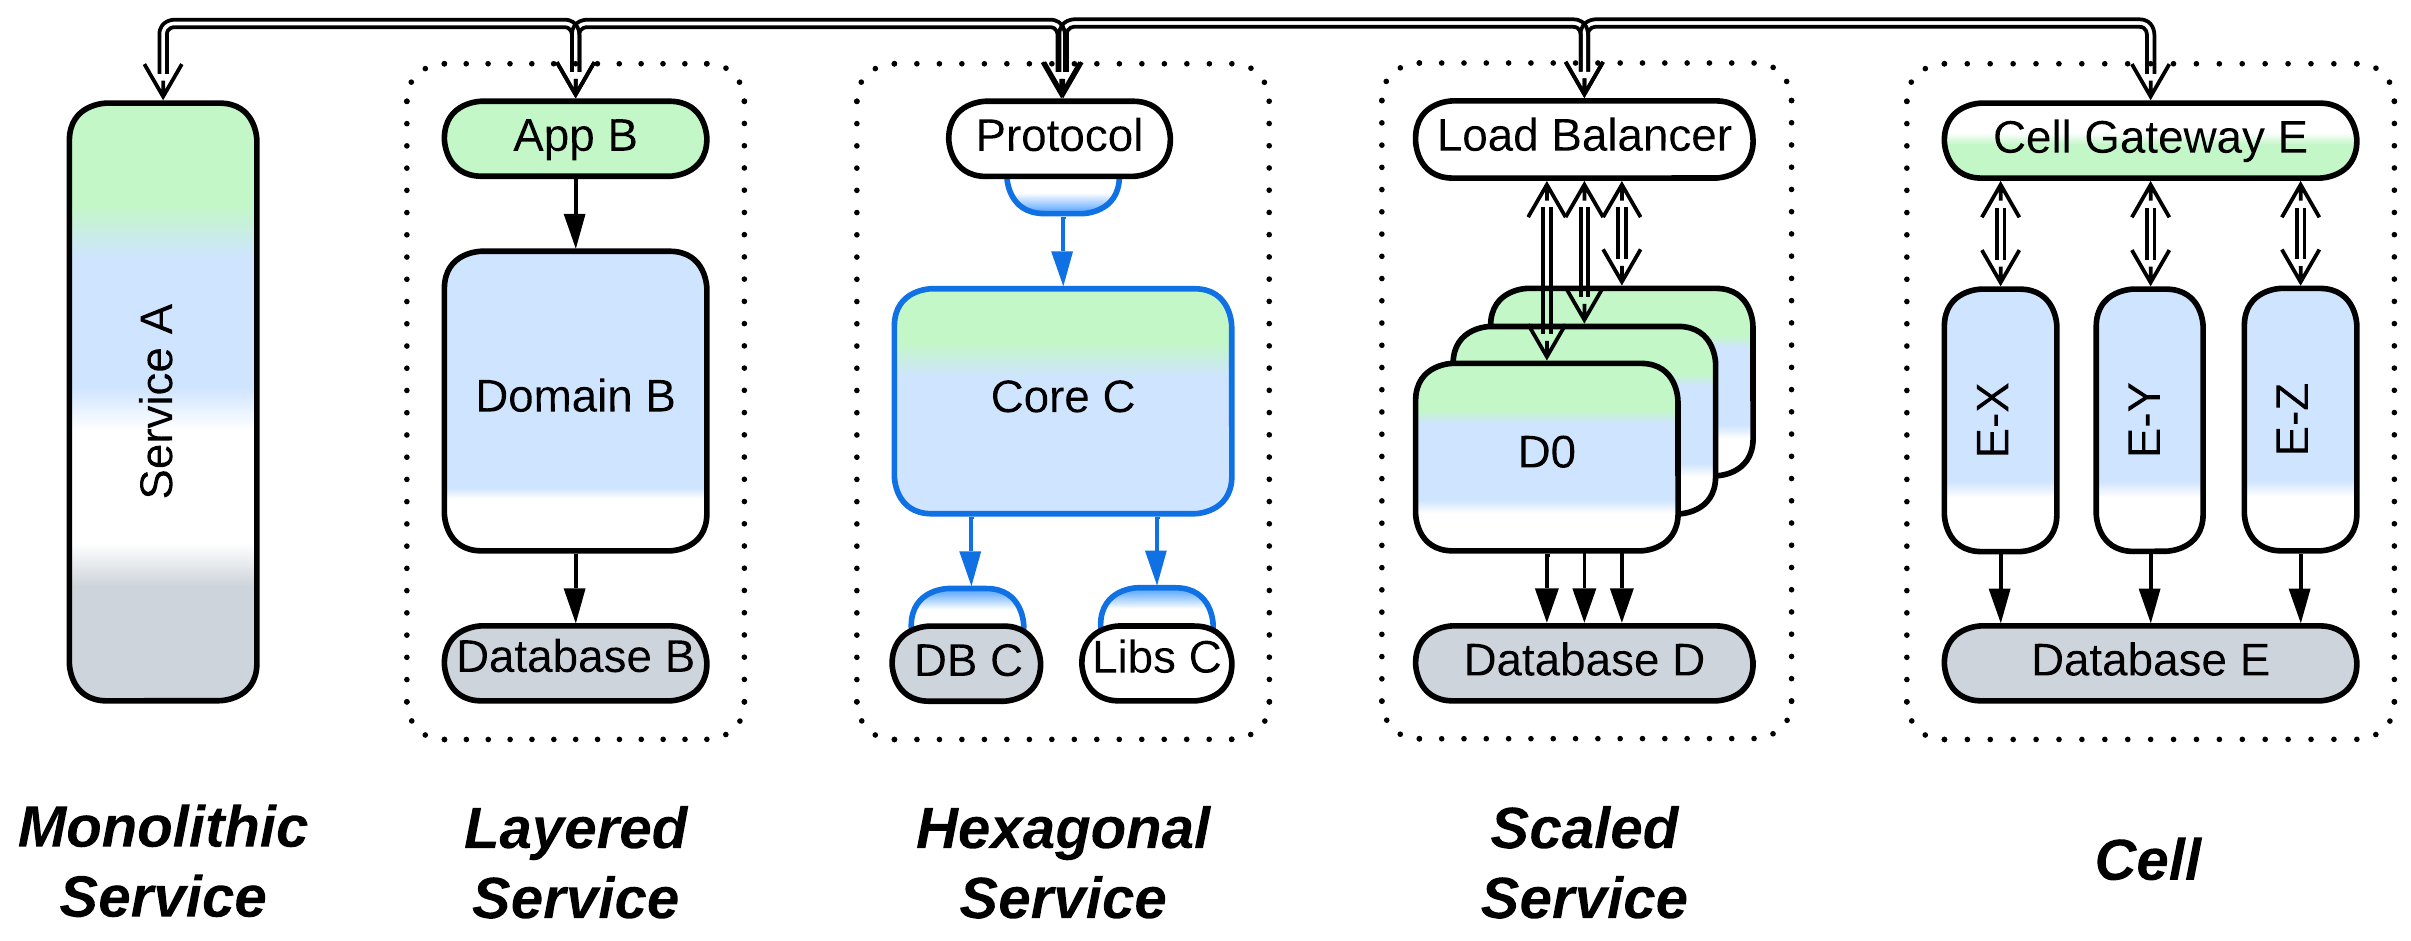 Service A
App B
Domain B
Database B
Protocol
Core C
DB C
Libs C
Load Balancer
D0
Database D
Cell Gateway E
E-X
E-Y
E-Z
Database E
Monolithic
Service
Layered
Service
Hexagonal
Service
Scaled
Service
Cell